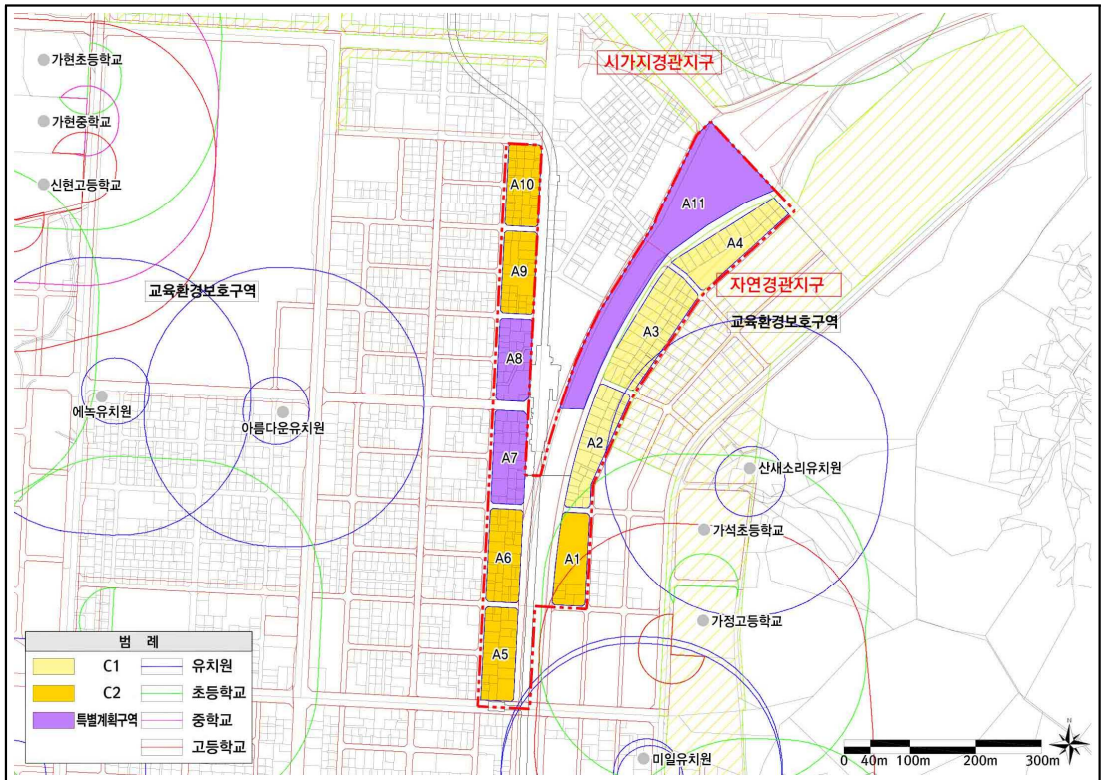 가현초등학교
시가지경관지구
가현중학교
신현고등학교
A10
A11
A4
A9
자연경관지구
교육환경보호구역
교육환경보호구역
A3
A8
에녹유치원
아름다운유치원
A2
A7
산새소리유치원
가석초등학교
A6
A1
가정고등학교
범 례
A5
C1
유치원
C2
초등학교
특별계획구역
중학교
고등학교
미일유치원
N
0 40m 100m 200m 300m